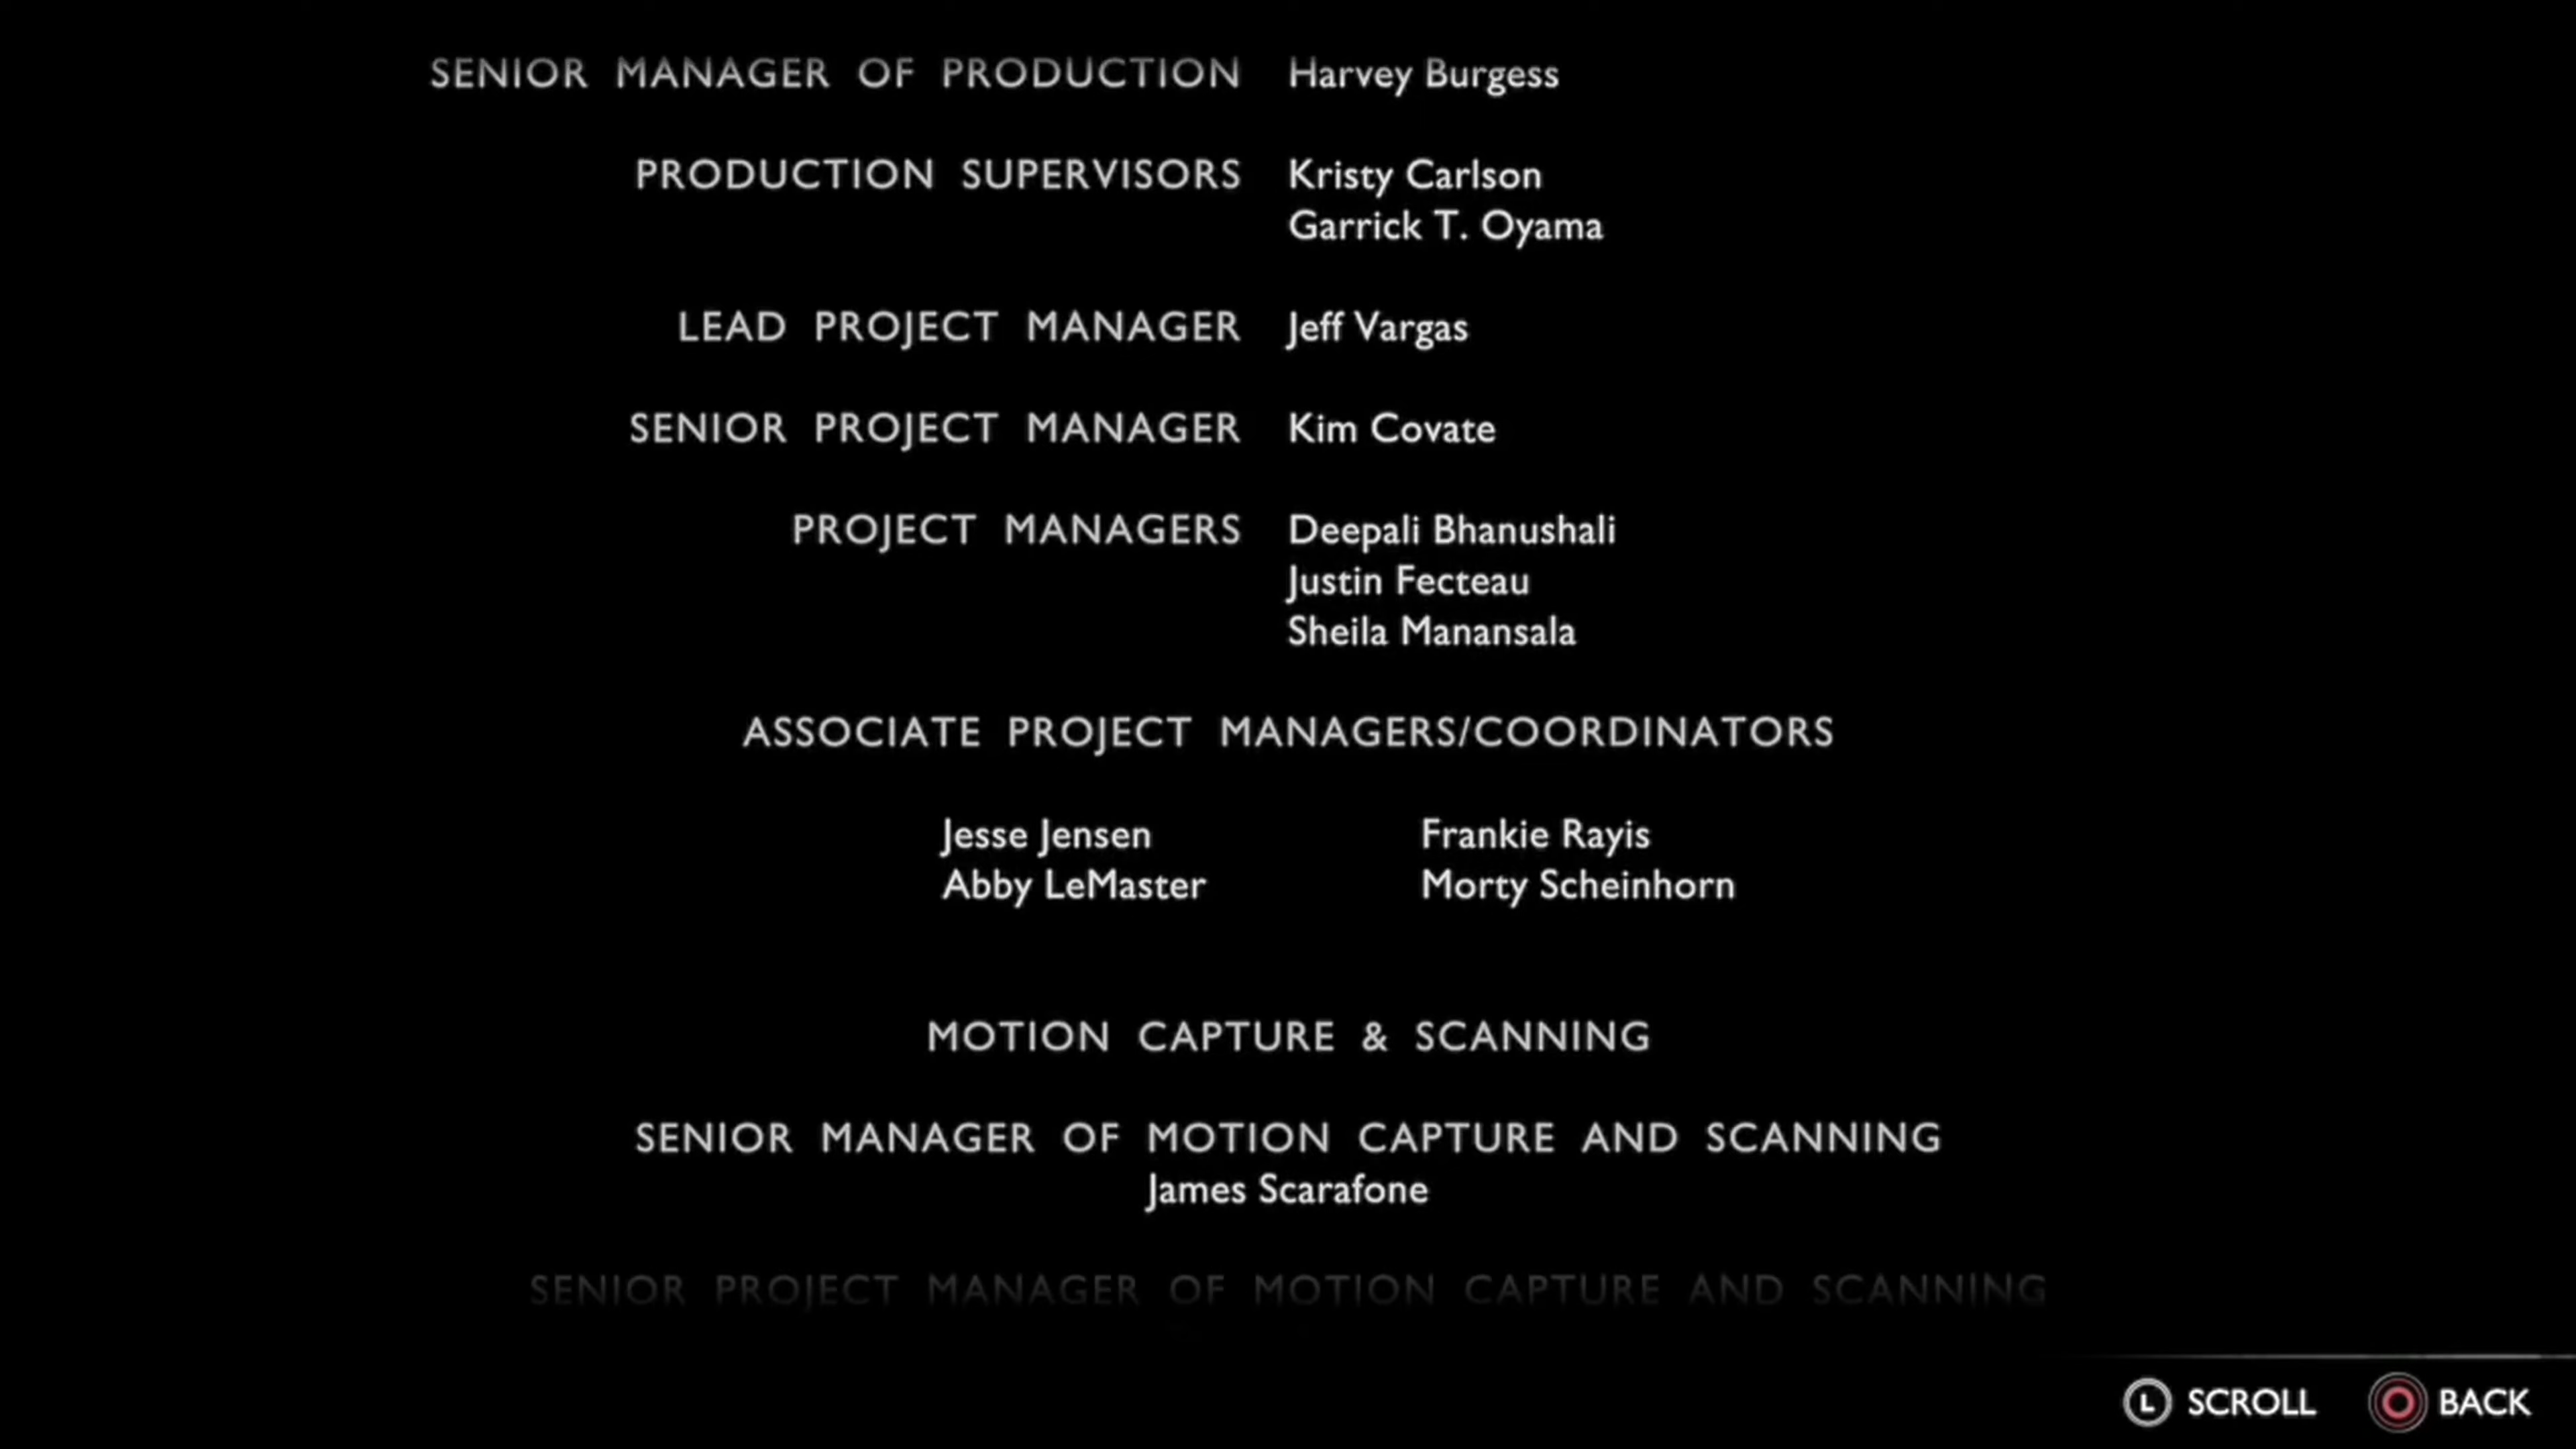 SENIOR MANAGER OF PRODUCTION Harvey Burgess
PRODUCTION SUPERVISORS Kristy Carlson
Garrick T. Oyama
LEAD PROJECT MANAGER Jeff Vargas
SENIOR PROJECT MANAGER Kim Covate
PROJECT MANAGERS Deepali Bhanushali
Justin Fecteau
Sheila Manansala
ASSOCIATE PROJECT MANAGERS/COORDINATORS
Jesse Jensen Frankie Rayis
Abby LeMaster Morty Scheinhorn
MOTION CAPTURE & SCANNING
SENIOR MANAGER OF MOTION CAPTURE AND SCANNING
James Scarafone
SENIOR PROJECT MANAGER OF MOTION CAPTURE AND SCANNING
L SCROLL BACK